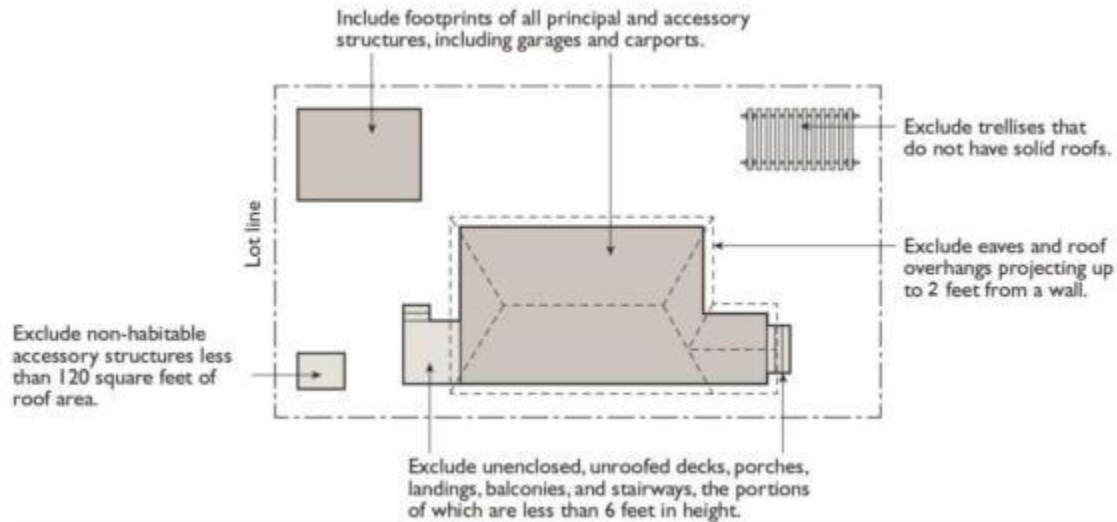 Include footprints of all principal and accessory
structures, including garages and carports.
Exclude trellises that
do not have solid roofs.
Lot line
Exclude eaves and roof
overhangs projecting up
to 2 feet from a wall.
Exclude non-habitable
accessory structures less
than 120 square feet of
roof area.
Exclude unenclosed, unroofed decks, porches,
landings, balconies, and stairways, the portions
of which are less than 6 feet in height.